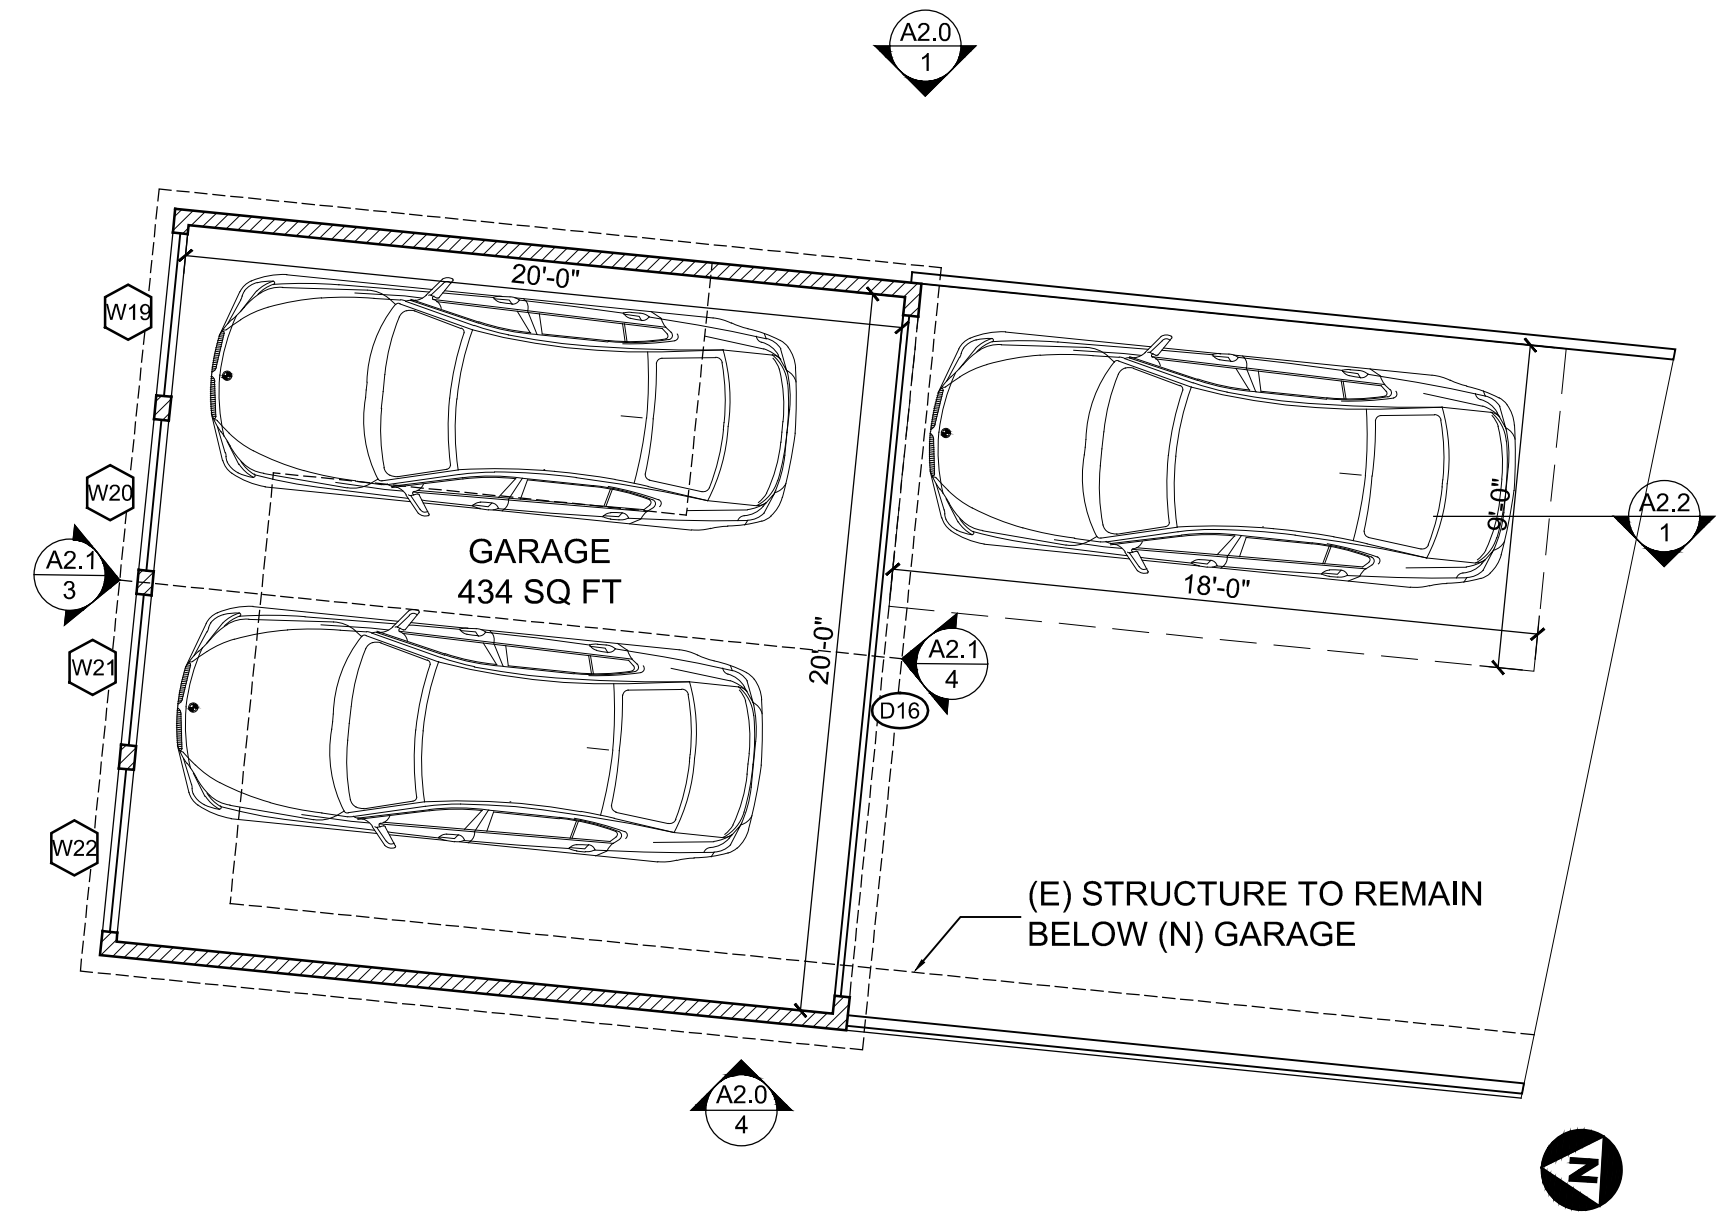 A2.0
1
20'-0"
W19
W20
A2.1
3
GARAGE
434 SQ FT
9'-0"
A2.2
1
18'-0"
20'-0"
A2.1
4
W21
D16
W22
(E) STRUCTURE TO REMAIN
BELOW (N) GARAGE
A2.0
4
N